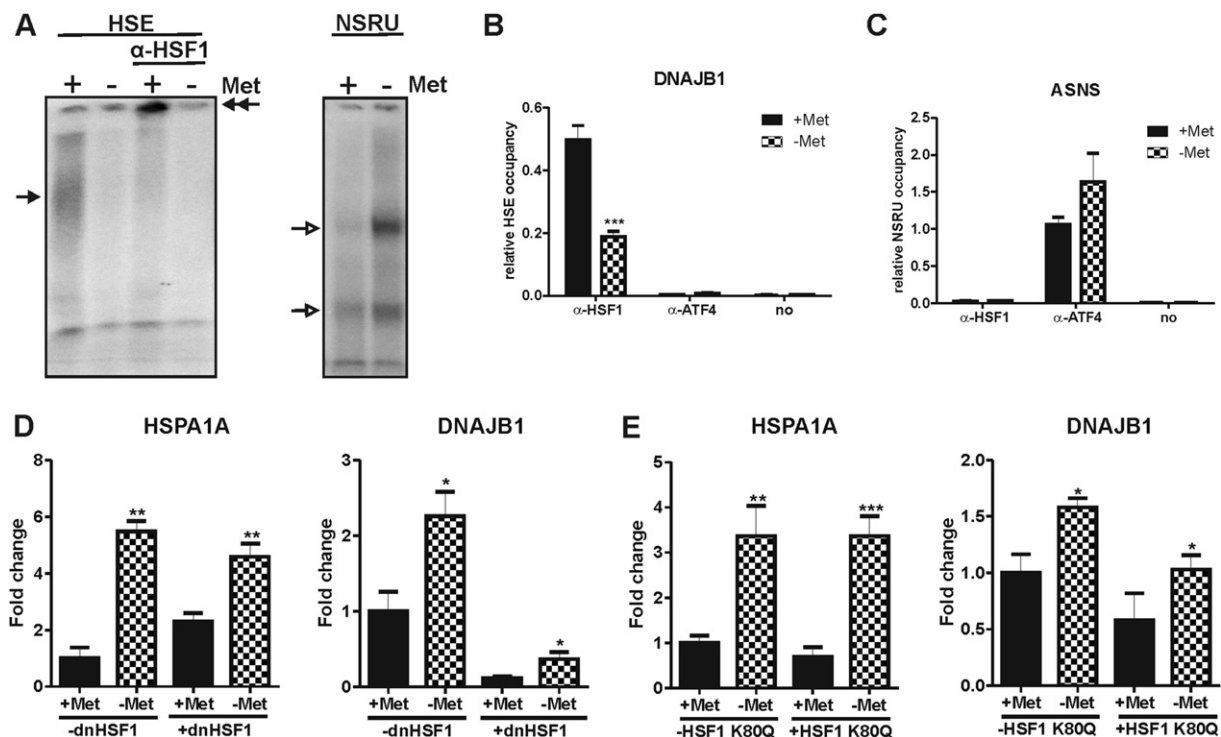 A
HSE
α-HSF1
+ - + - Met
NSRU
+ - Met
B
DNAJB1
+Met
-Met
relative HSE occupancy
0.6
0.4
0.2
0.0
***
α-HSF1 α-ATF4 no
C
ASNS
+Met
-Met
relative NSRU occupancy
2.5
2.0
1.5
1.0
0.5
0.0
α-HSF1 α-ATF4 no
D
HSPA1A
Fold change
8
6
4
2
0
** **
+Met -Met +Met -Met
-dnHSF1 +dnHSF1
DNAJB1
Fold change
3
2
1
0
* *
+Met -Met +Met -Met
-dnHSF1 +dnHSF1
E
HSPA1A
Fold change
5
4
3
2
1
0
** ***
+Met -Met +Met -Met
-HSF1 K80Q +HSF1 K80Q
DNAJB1
Fold change
2.0
1.5
1.0
0.5
0.0
* *
+Met -Met +Met -Met
-HSF1 K80Q +HSF1 K80Q